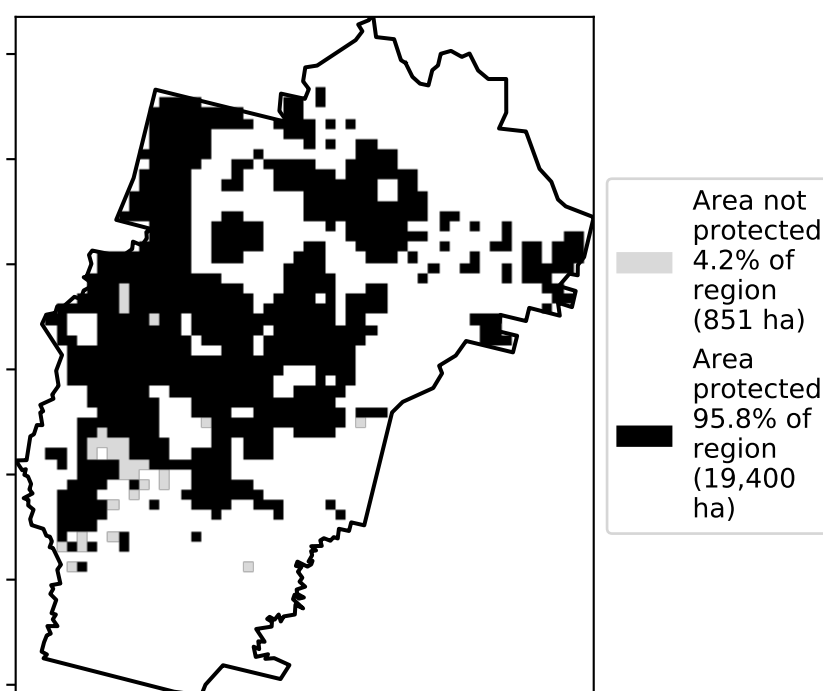 Area not
protected
4.2% of
region
(851 ha)
Area
protected
95.8% of
region
(19,400
ha)